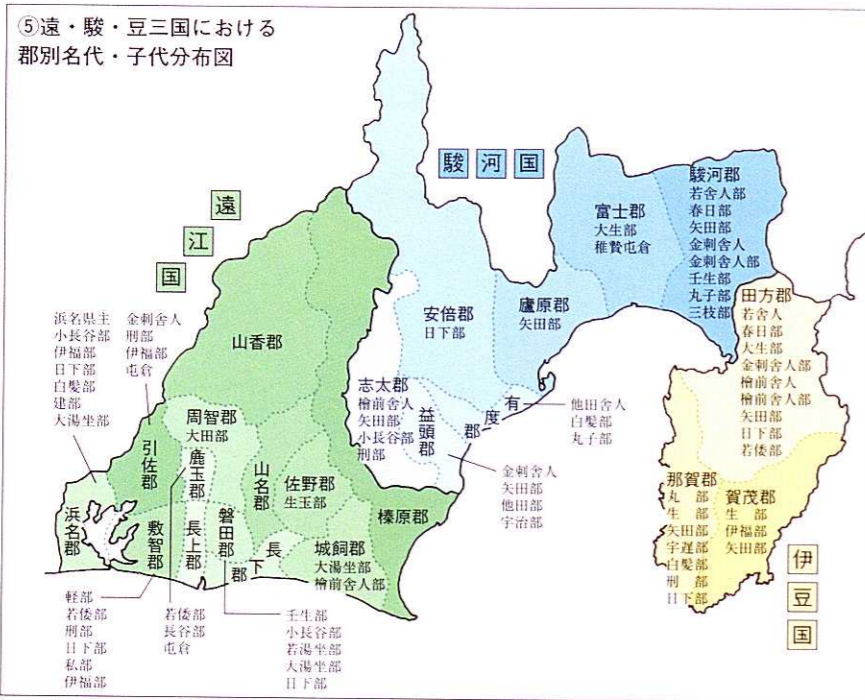 ⑤遠・駿・豆三国における
郡別名代・子代分布図
遠江国
浜名県主
小長谷部
伊福部
日下部
白髪部
建部
大湯坐部
金刺舎人
刑部
伊福部
屯倉
山香郡
周智郡
大田部
引佐郡
麁玉郡
山名郡
佐野郡
生玉部
榛原郡
浜名郡
敷智郡
長上郡
磐田郡
長下郡
城飼郡
大湯坐部
檜前舎人部
軽部
若倭部
刑部
日下部
私部
伊福部
若倭部
長谷部
屯倉
壬生部
小長谷部
若湯坐部
大湯坐部
日下部
駿河国
安倍郡
日下部
廬原郡
矢田部
富士郡
大生部
稚贄屯倉
駿河郡
若舎人部
春日部
矢田部
金刺舎人
金刺舎人部
壬生部
丸子部
三枝部
志太郡
檜前舎人
矢田部
小長谷部
刑部
益頭郡
有度郡
他田舎人
白髪部
丸子部
金刺舎人
矢田部
他田部
宇治部
田方郡
若舎人
春日部
大生部
金刺舎人部
檜前舎人
檜前舎人部
矢田部
日下部
若倭部
那賀郡
丸部
生部
矢田部
宇遅部
白髪部
刑部
日下部
賀茂郡
生部
伊福部
矢田部
伊豆国